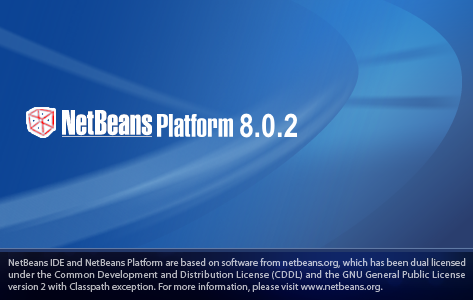 NetBeans Platform 8.0.2
NetBeans IDE and NetBeans Platform are based on software from netbeans.org, which has been dual licensed
under the Common Development and Distribution License (CDDL) and the GNU General Public License
version 2 with Classpath exception. For more information, please visit www.netbeans.org.